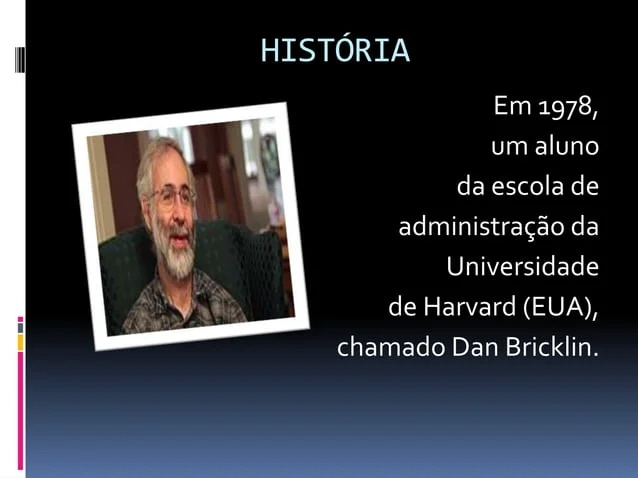 HISTÓRIA
Em 1978,
um aluno
da escola de
administração da
Universidade
de Harvard (EUA),
chamado Dan Bricklin.